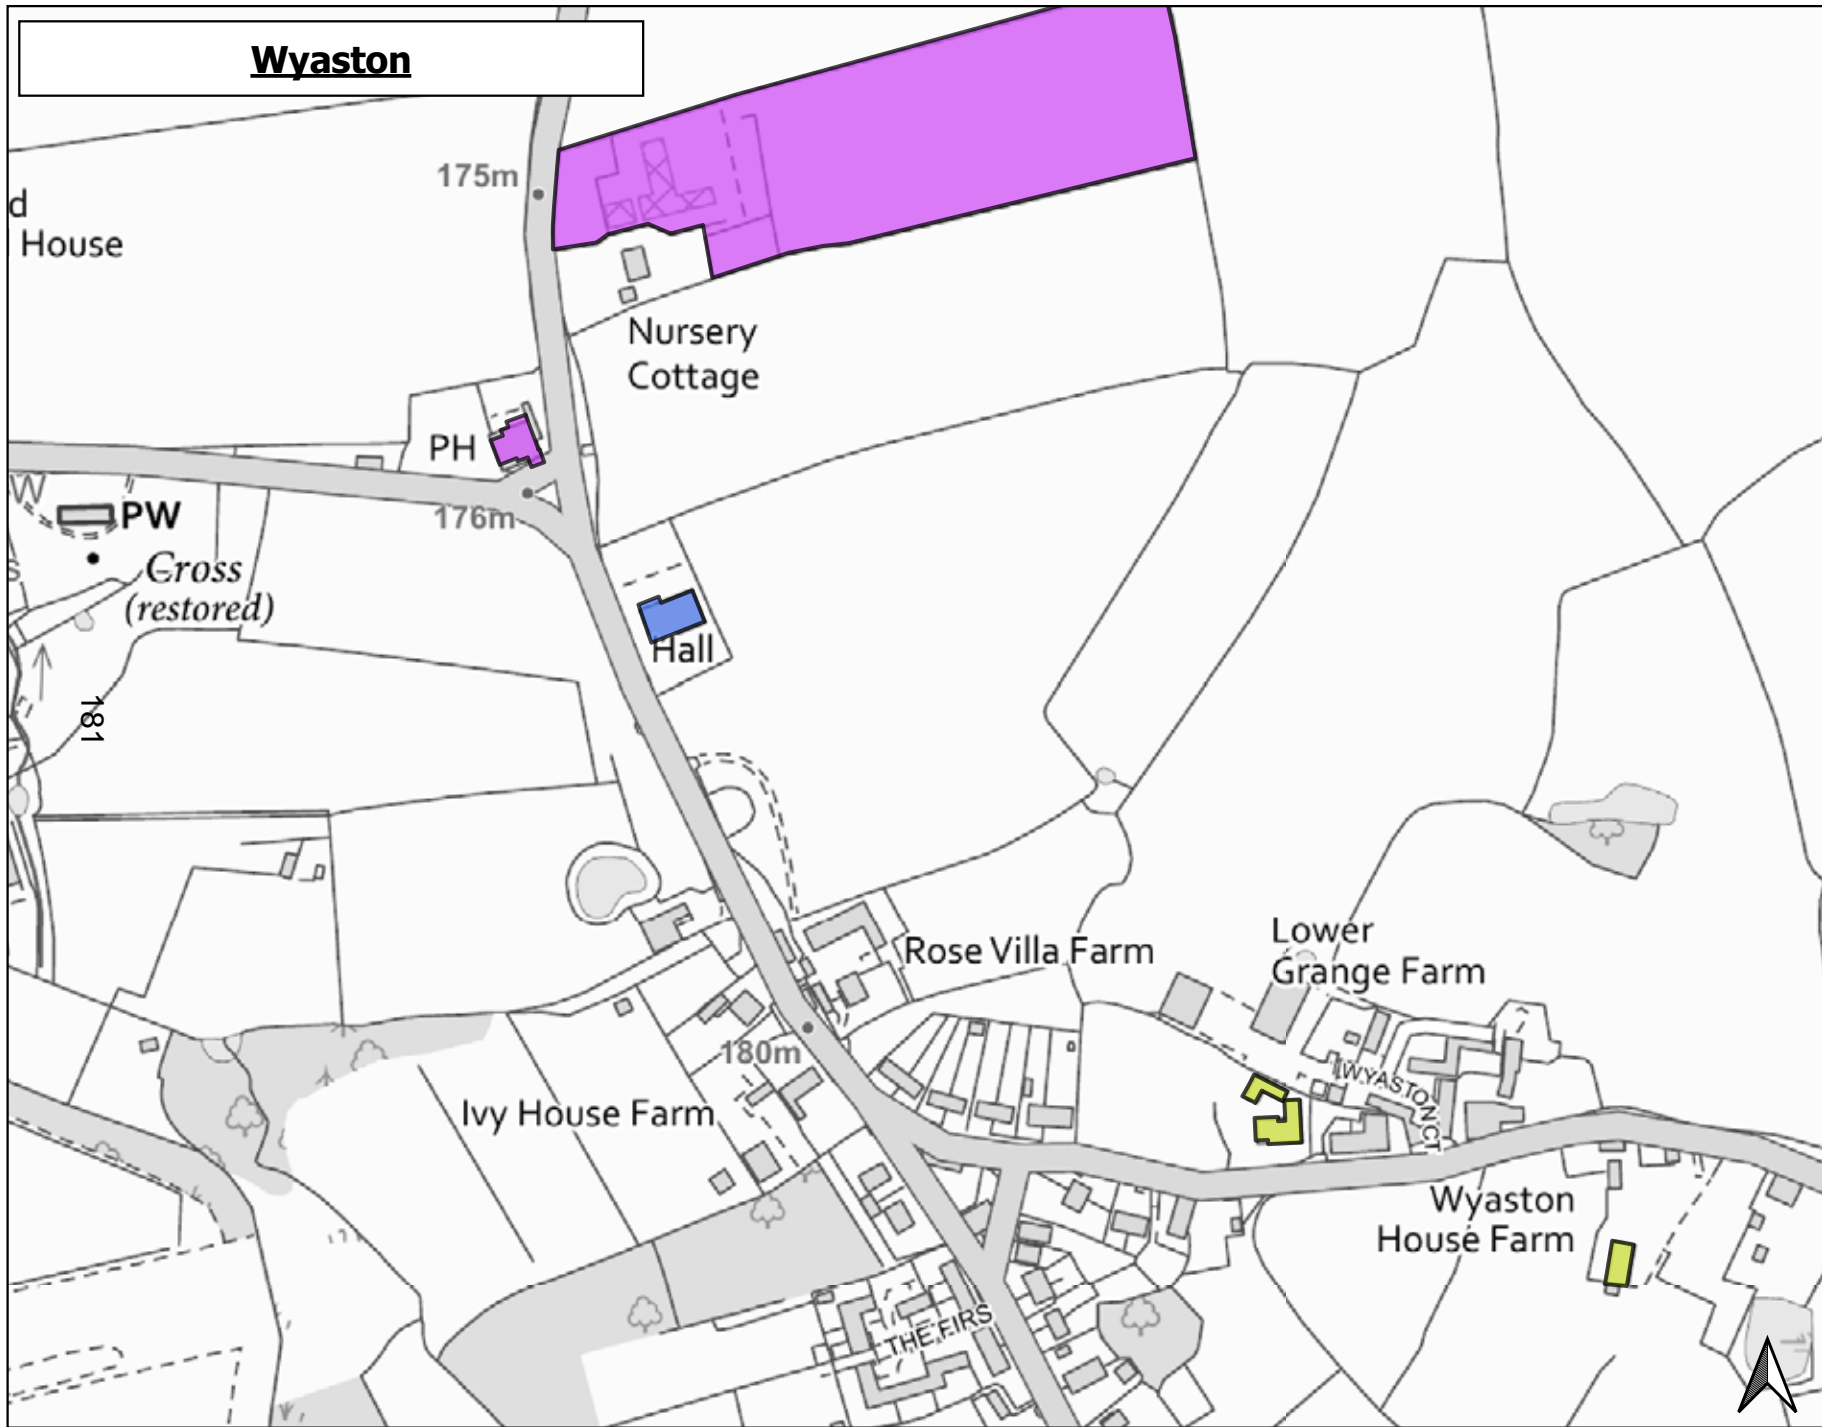 Wyaston
175m
d
House
Nursery
Cottage
PH
W
PW
176m
Cross
(restored)
S
Hall
181
Rose Villa Farm
Lower
Grange Farm
180m
WYASTON CT
Ivy House Farm
Wyaston
House Farm
THE FIRS